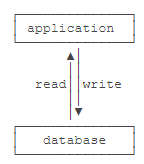 application
read write
database